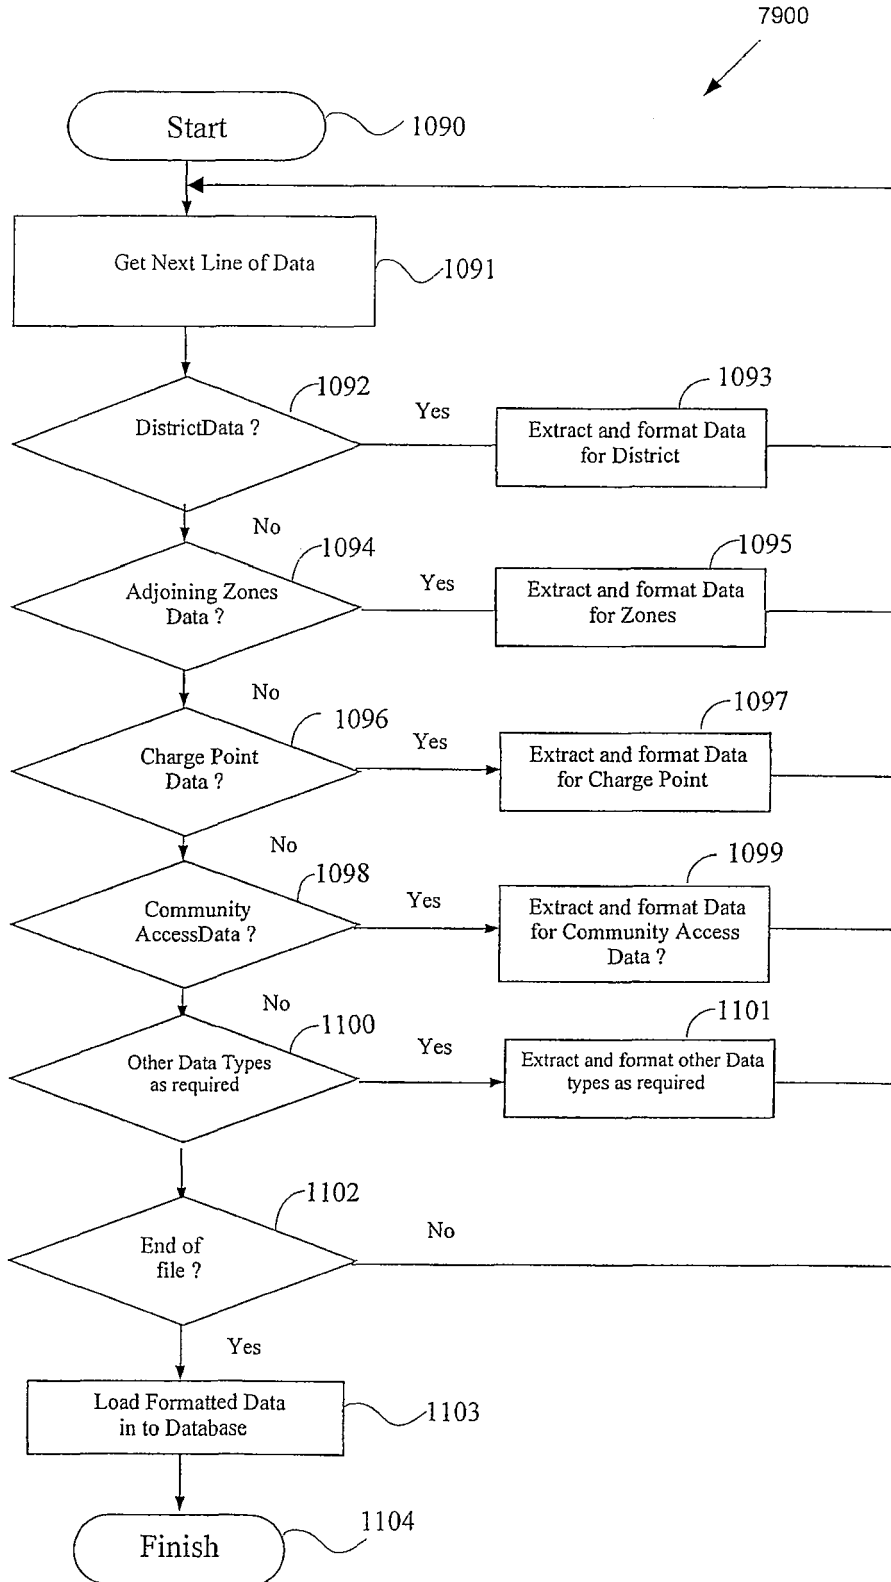 7900
Start
1090
Get Next Line of Data
1091
1092
DistrictData ?
Yes
1093
Extract and format Data
for District
No
1094
Adjoining Zones
Data ?
Yes
1095
Extract and format Data
for Zones
No
1096
Charge Point
Data ?
Yes
1097
Extract and format Data
for Charge Point
No
1098
Community
AccessData ?
Yes
1099
Extract and format Data
for Community Access
Data ?
No
1100
Other Data Types
as required
Yes
1101
Extract and format other Data
types as required
1102
End of
file ?
No
Yes
Load Formatted Data
in to Database
1103
Finish
1104